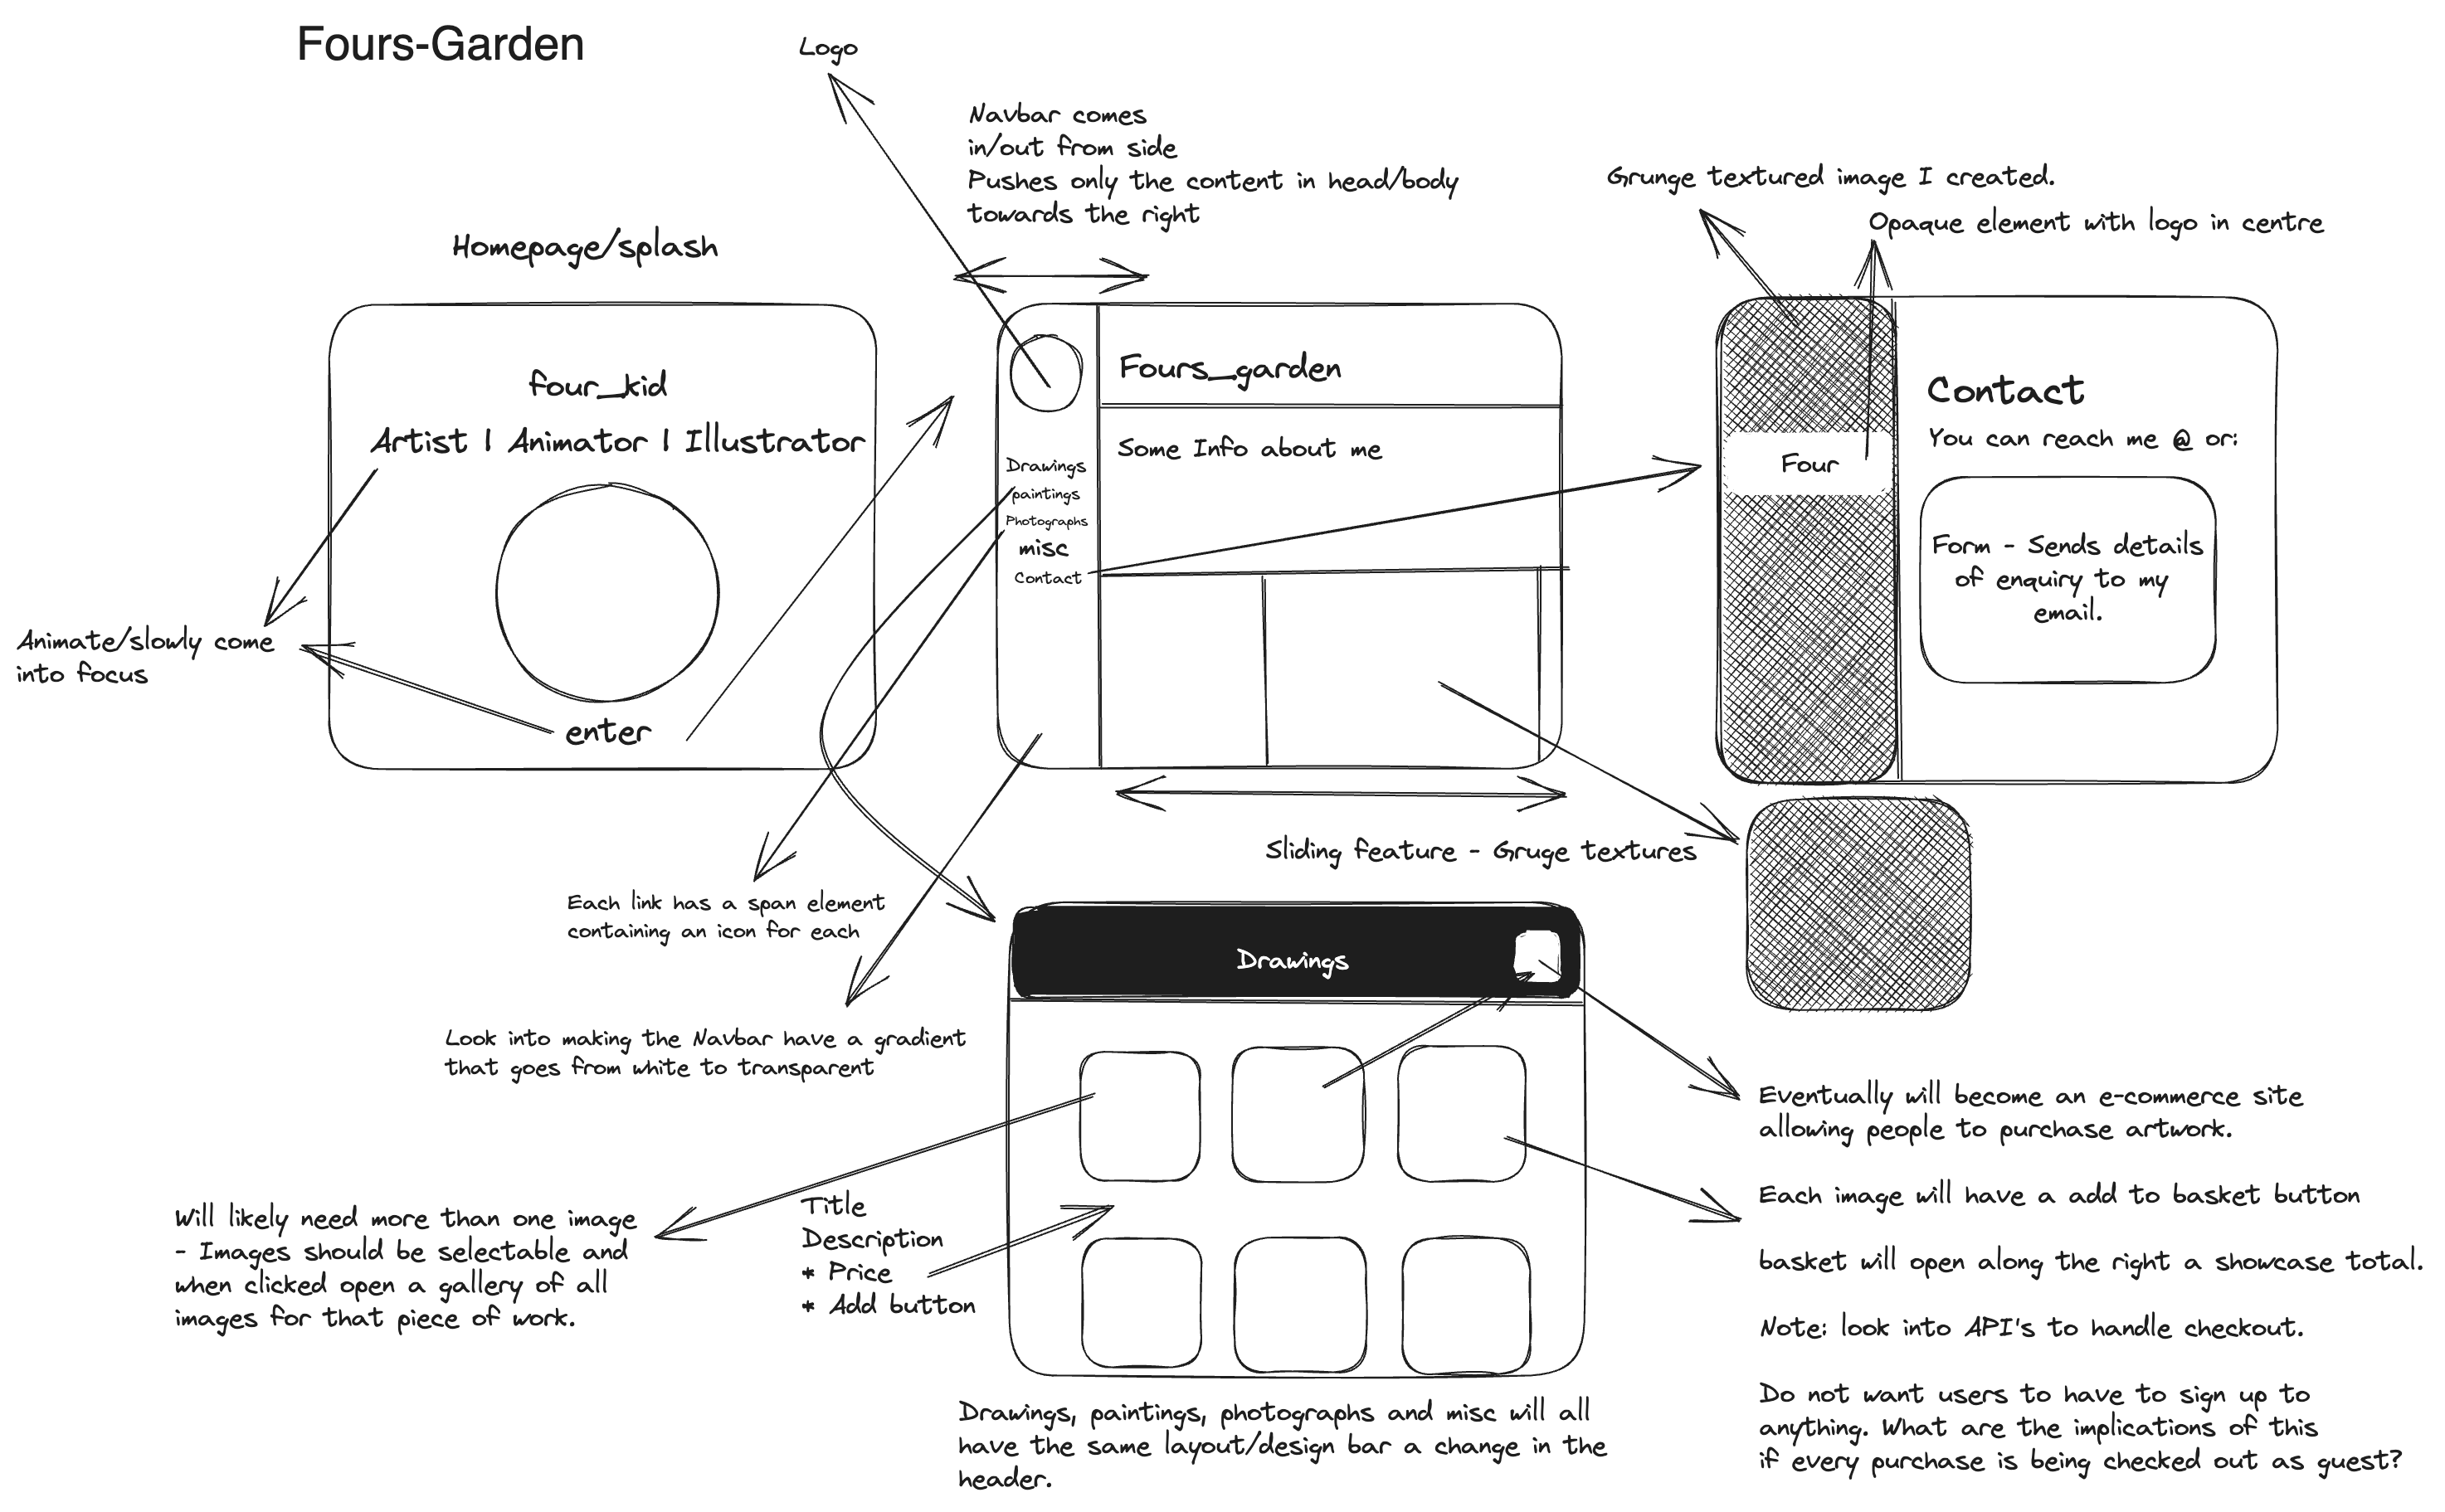 Fours-Garden
Logo
Navbar comes
in/out from side
Pushes only the content in head/body
towards the right
Grunge textured image I created.
Opaque element with logo in centre
Homepage/splash
four_kid
Artist | Animator | Illustrator
enter
Animate/slowly come
into focus
Fours_garden
Some Info about me
Drawings
paintings
Photographs
misc
Contact
Four
Contact
You can reach me @ or:
Form - Sends details
of enquiry to my
email.
Sliding feature - Gruge textures
Each link has a span element
containing an icon for each
Look into making the Navbar have a gradient
that goes from white to transparent
Drawings
Will likely need more than one image
- Images should be selectable and
when clicked open a gallery of all
images for that piece of work.
Title
Description
* Price
* Add button
Eventually will become an e-commerce site
allowing people to purchase artwork.
Each image will have a add to basket button
basket will open along the right a showcase total.
Note: look into API's to handle checkout.
Do not want users to have to sign up to
anything. What are the implications of this
if every purchase is being checked out as guest?
Drawings, paintings, photographs and misc will all
have the same layout/design bar a change in the
header.